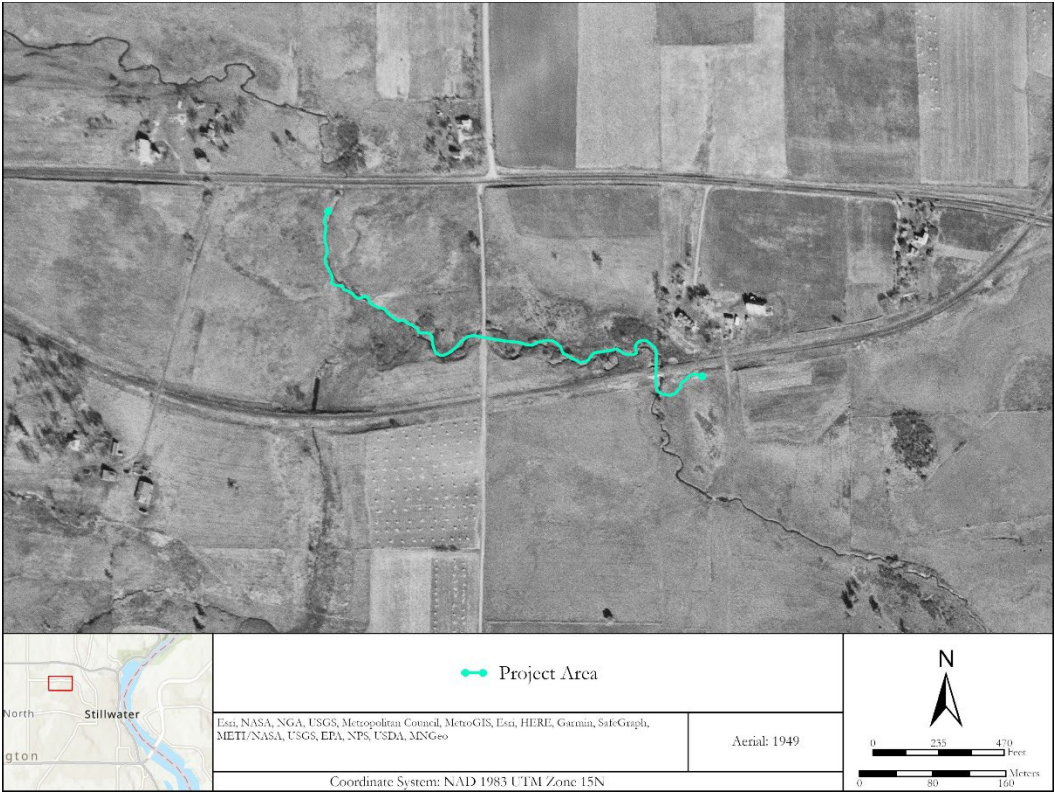 North
Stillwater
gton
Project Area
Esri, NASA, NGA, USGS, Metropolitan Council, MetroGIS, Esri, HERE, Garmin, SafeGraph,
METI/NASA, USGS, EPA, NPS, USDA, MNGeo
Aerial: 1949
Coordinate System: NAD 1983 UTM Zone 15N
N
0 235 470
Feet
Meters
0 80 160